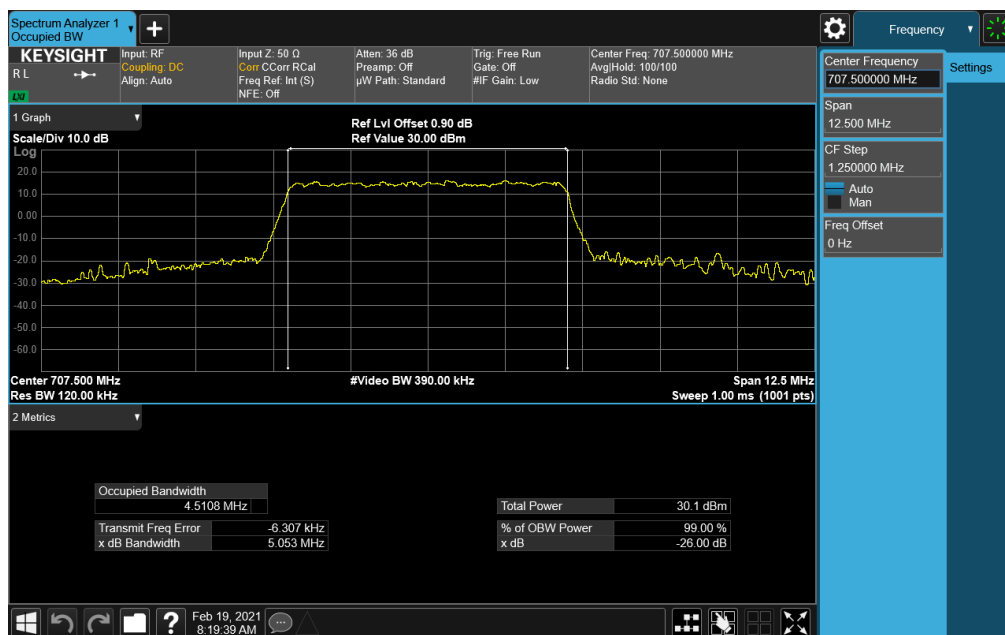 Spectrum Analyzer 1
Occupied BW
+
Frequency
KEYSIGHT
R L
LXI
Input: RF
Coupling: DC
Align: Auto
Input Z: 50 Ω
Corr CCorr RCal
Freq Ref: Int (S)
NFE: Off
Atten: 36 dB
Preamp: Off
µW Path: Standard
Trig: Free Run
Gate: Off
#IF Gain: Low
Center Freq: 707.500000 MHz
Avg|Hold: 100/100
Radio Std: None
Center Frequency
707.500000 MHz
Settings
Span
12.500 MHz
CF Step
1.250000 MHz
Auto
Man
Freq Offset
0 Hz
1 Graph
Scale/Div 10.0 dB
Ref Lvl Offset 0.90 dB
Ref Value 30.00 dBm
Log
20.0
10.0
0.00
-10.0
-20.0
-30.0
-40.0
-50.0
-60.0
Center 707.500 MHz
#Video BW 390.00 kHz
Span 12.5 MHz
Res BW 120.00 kHz
Sweep 1.00 ms (1001 pts)
2 Metrics
Occupied Bandwidth
4.5108 MHz
Total Power 30.1 dBm
Transmit Freq Error -6.307 kHz
% of OBW Power 99.00 %
x dB Bandwidth 5.053 MHz
x dB -26.00 dB
?
Feb 19, 2021
8:19:39 AM